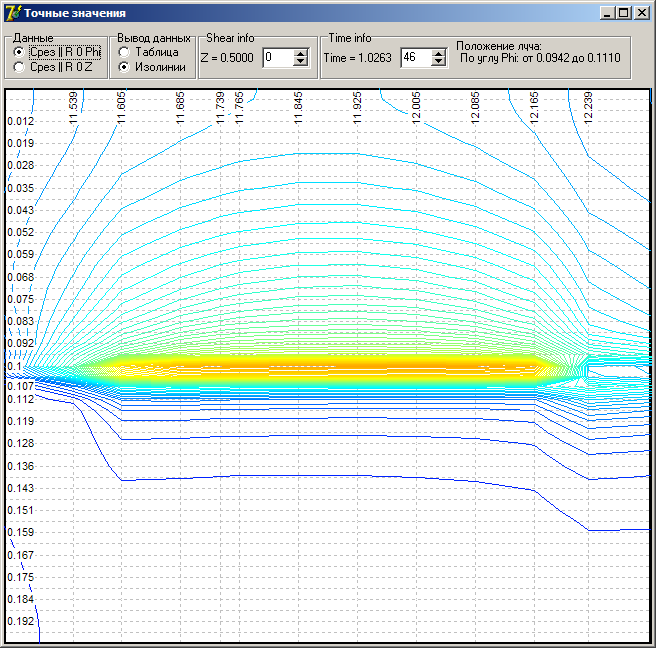 Точные значения
Данные
Срез || R 0 Phi
Срез || R 0 Z
Вывод данных
Таблица
Изолинии
Shear info
Z = 0.5000 0
Time info
Time = 1.0263 46
Положение луча:
По углу Phi: от 0.0942 до 0.1110
11.539 11.605 11.685 11.739 11.765 11.845 11.925 12.005 12.085 12.165 12.239
0.012
0.019
0.028
0.035
0.043
0.052
0.059
0.068
0.075
0.083
0.092
0.1
0.107
0.112
0.119
0.128
0.136
0.143
0.151
0.159
0.167
0.175
0.184
0.192